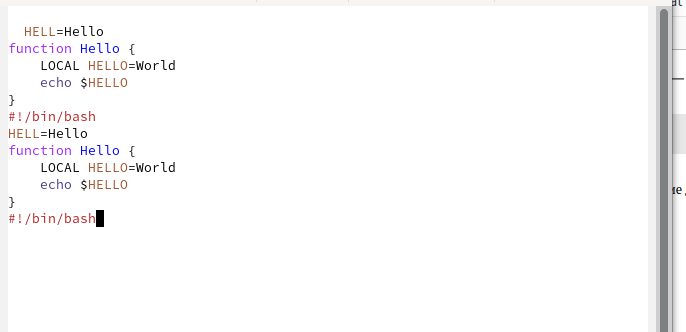 HELL=Hello
function Hello {
LOCAL HELLO=World
echo $HELLO
}
#!/bin/bash
HELL=Hello
function Hello {
LOCAL HELLO=World
echo $HELLO
}
#!/bin/bash